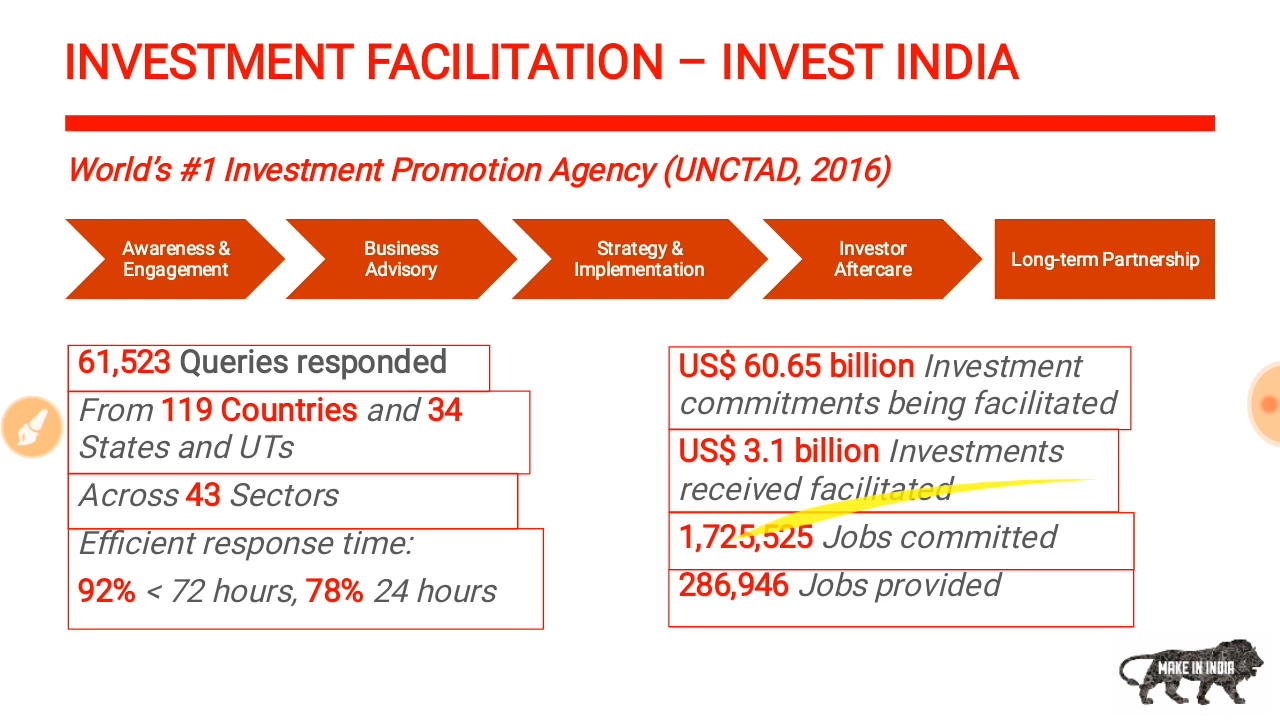 INVESTMENT FACILITATION – INVEST INDIA
World's #1 Investment Promotion Agency (UNCTAD, 2016)
Awareness &
Engagement
Business
Advisory
Strategy &
Implementation
Investor
Aftercare
Long-term Partnership
61,523 Queries responded
From 119 Countries and 34
States and UTs
Across 43 Sectors
Efficient response time:
92% < 72 hours, 78% 24 hours
US$ 60.65 billion Investment
commitments being facilitated
US$ 3.1 billion Investments
received facilitated
1,725,525 Jobs committed
286,946 Jobs provided
MAKE IN INDIA